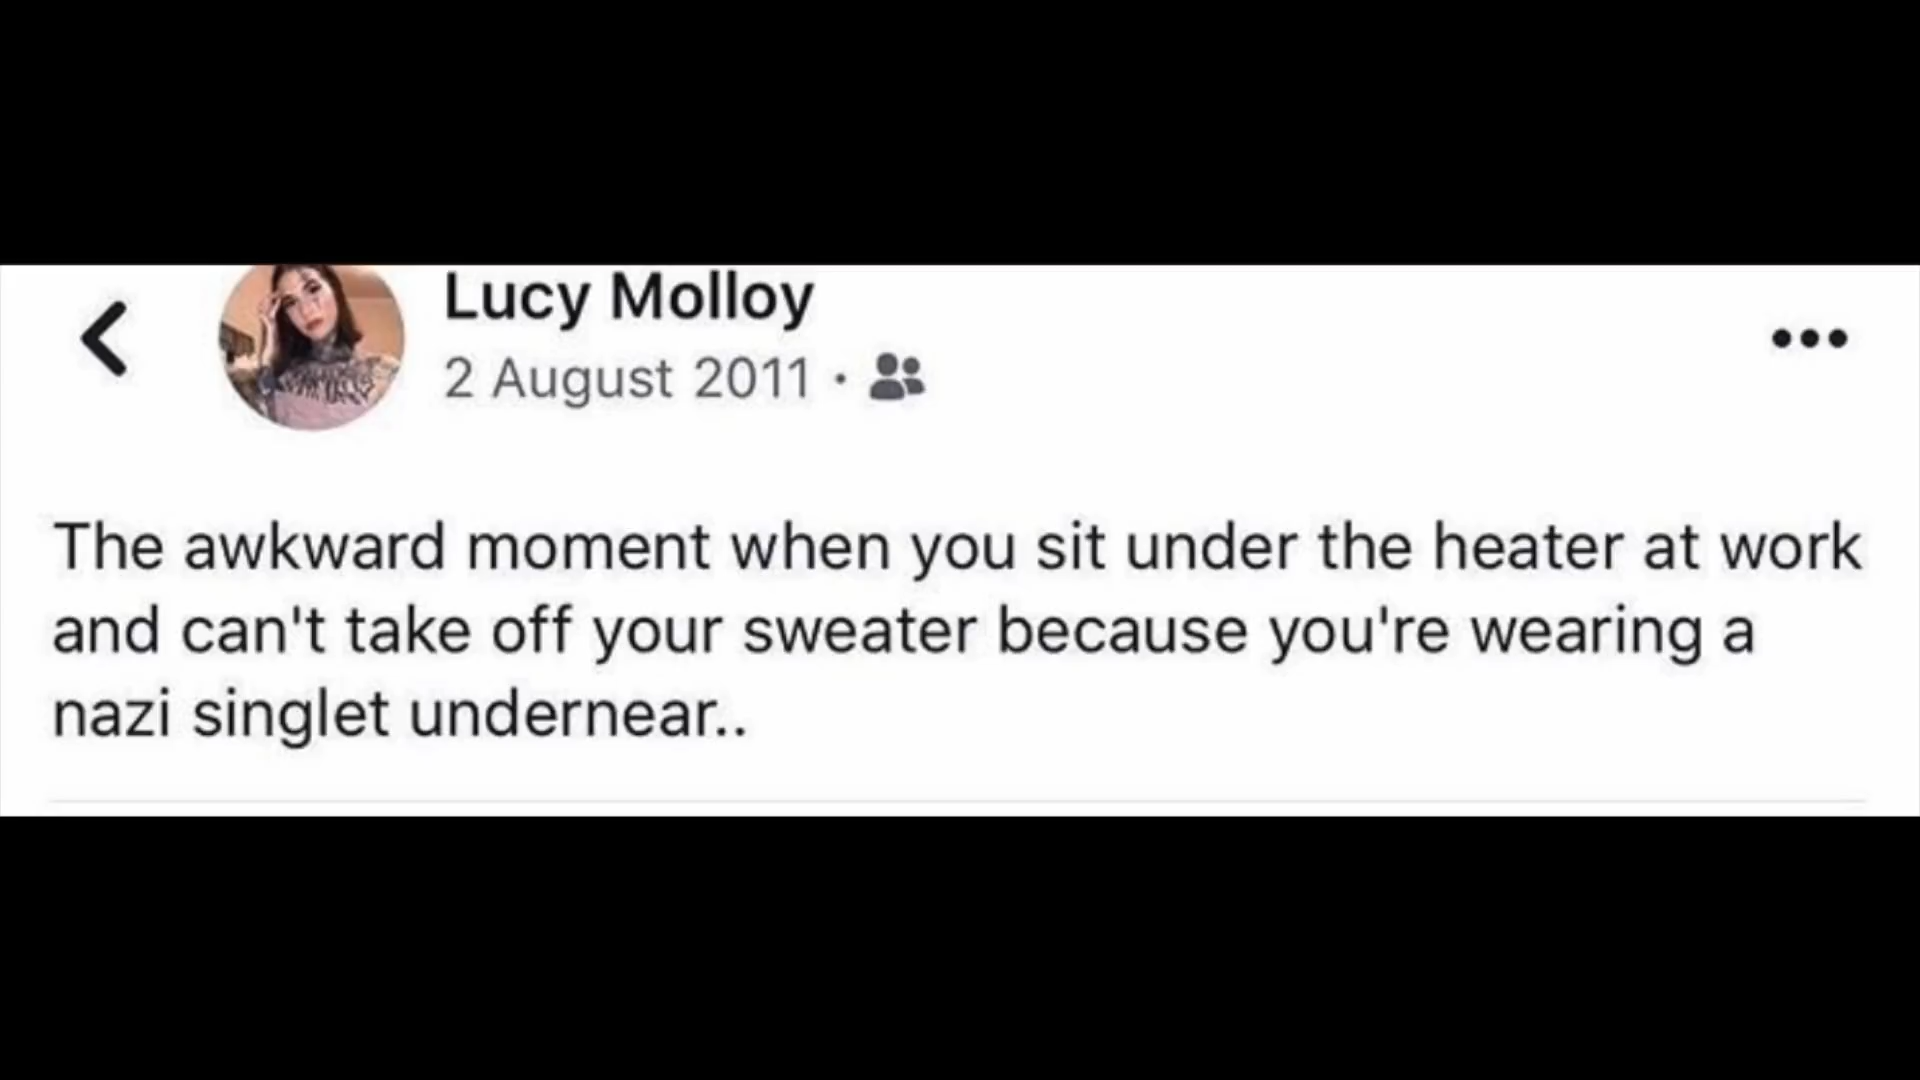 Lucy Molloy
2 August 2011 ·
The awkward moment when you sit under the heater at work
and can't take off your sweater because you're wearing a
nazi singlet undernear..